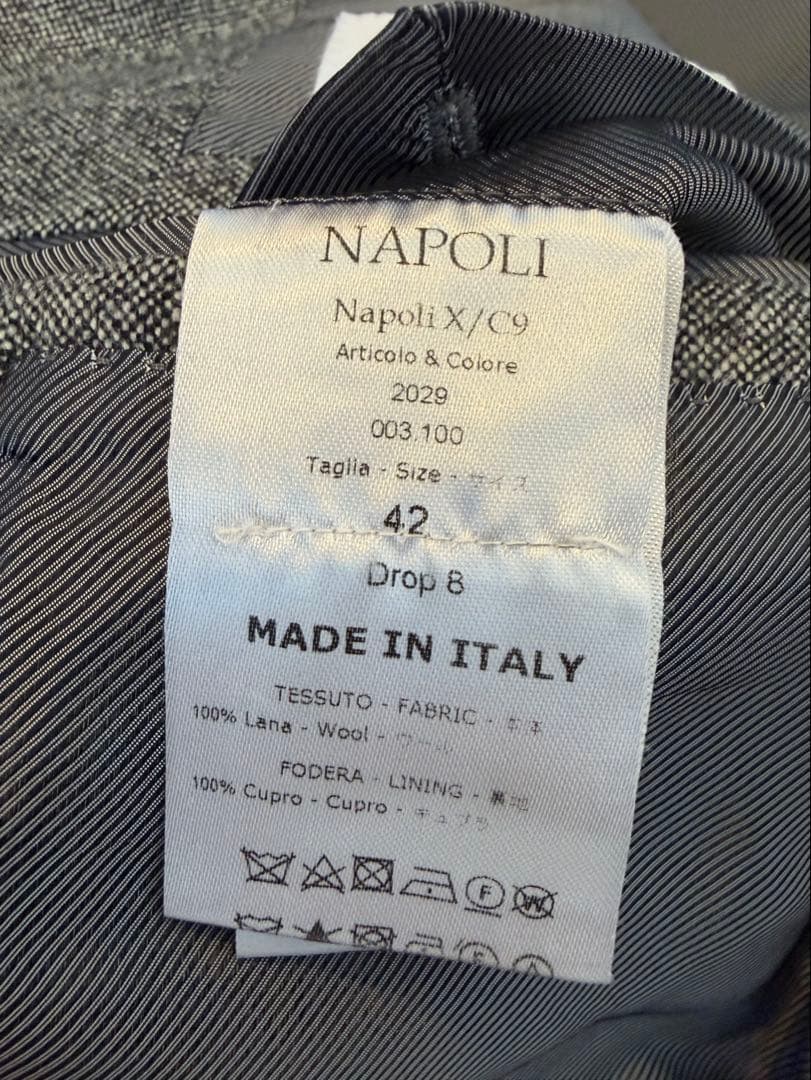 NAPOLI
Napoli X/C9
Articolo & Colore
2029
003.100
Taglia - Size - サイズ
42
Drop 8
MADE IN ITALY
TESSUTO - FABRIC -
100% Lana - Wool - ウール
FODERA - LINING - 裏地
100% Cupro - Cupro - キュプラ
F W